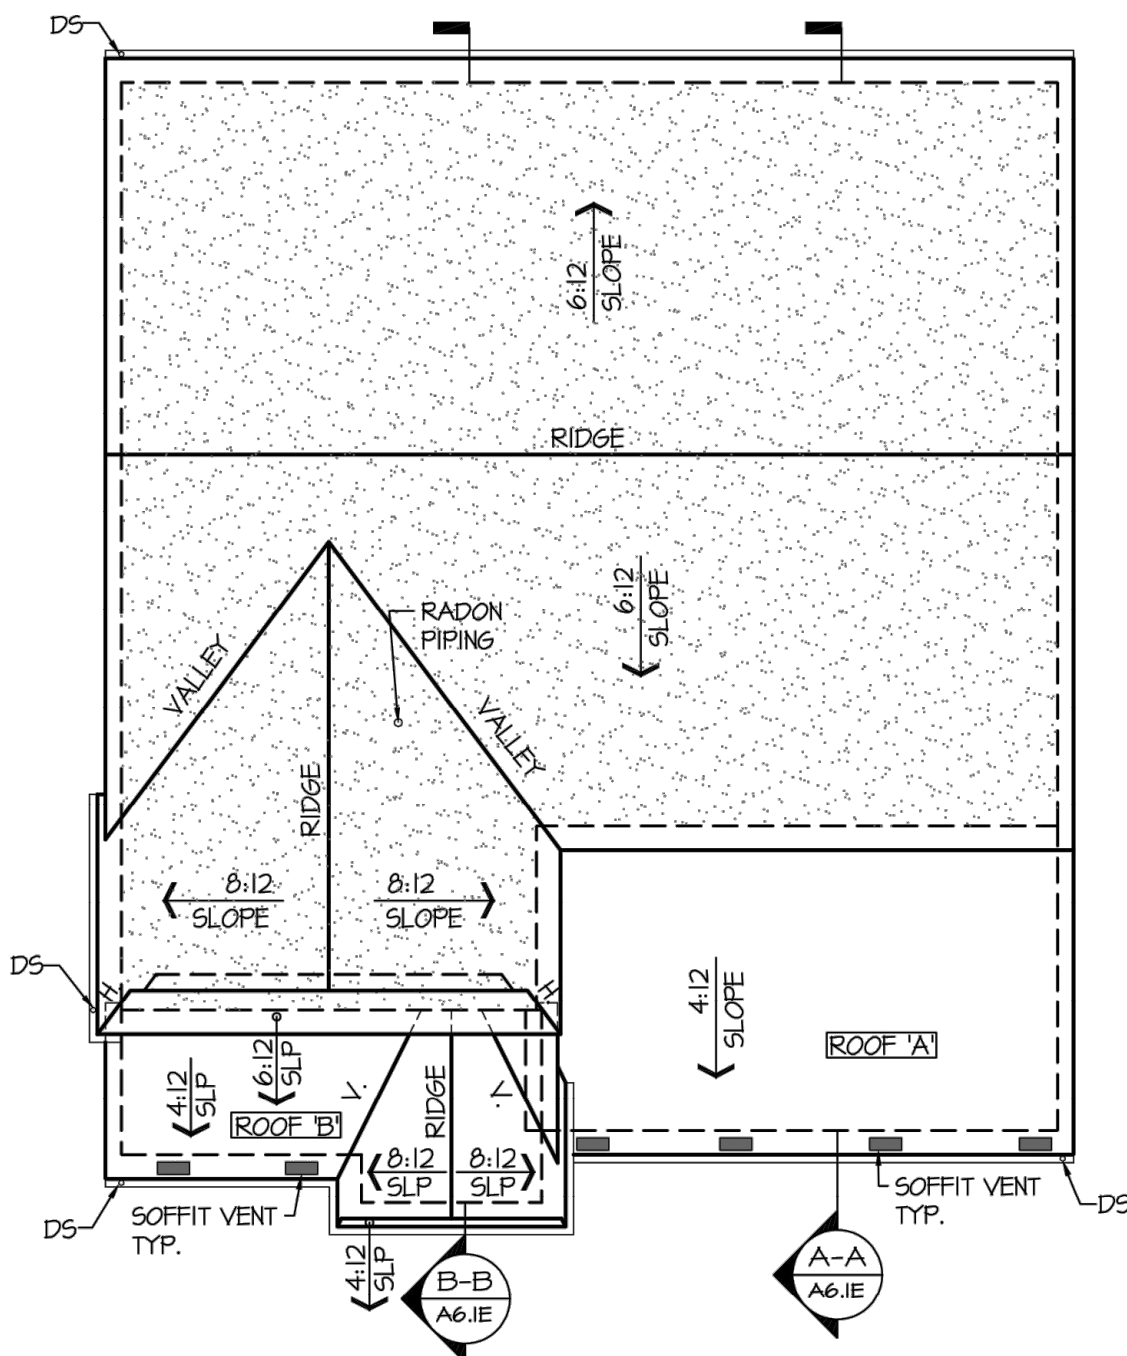 DS
6:12
SLOPE
RIDGE
6:12
SLOPE
RADON
PIPING
VALLEY
VALLEY
RIDGE
8:12
SLOPE
8:12
SLOPE
DS
H.
H.
4:12
SLOPE
ROOF 'A'
6:12
SLP
4:12
SLP
ROOF 'B'
V.
RIDGE
V.
8:12
SLP
8:12
SLP
SOFFIT VENT
TYP.
DS
SOFFIT VENT
TYP.
DS
4:12
SLP
B-B
A6.1E
A-A
A6.1E